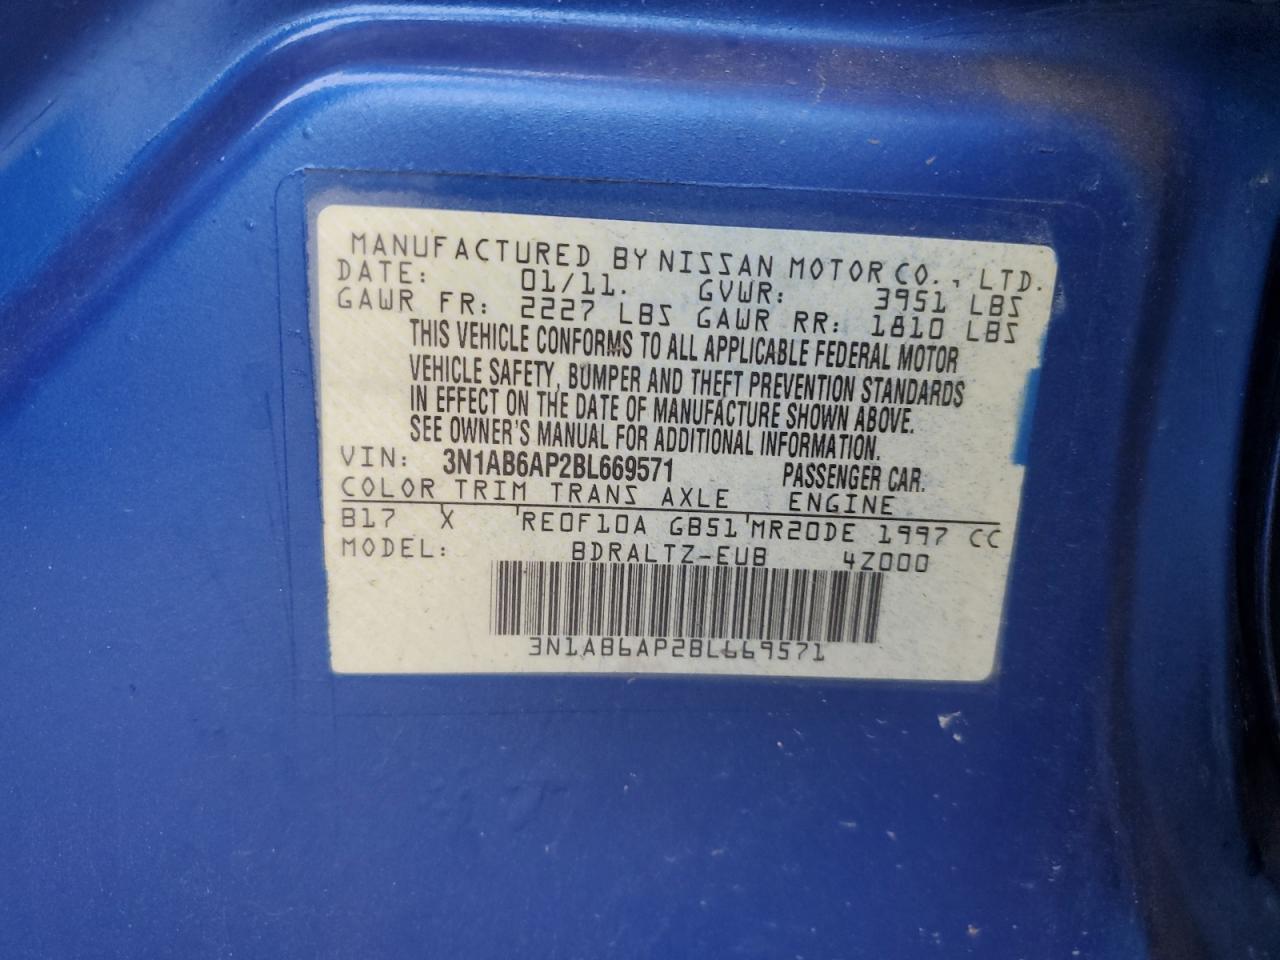 MANUFACTURED BY NISSAN MOTOR CO., LTD.
DATE: 01/11. GVWR: 3951 LBS
GAWR FR: 2227 LBS GAWR RR: 1810 LBS
THIS VEHICLE CONFORMS TO ALL APPLICABLE FEDERAL MOTOR
VEHICLE SAFETY, BUMPER AND THEFT PREVENTION STANDARDS
IN EFFECT ON THE DATE OF MANUFACTURE SHOWN ABOVE.
SEE OWNER'S MANUAL FOR ADDITIONAL INFORMATION.
VIN: 3N1AB6AP2BL669571 PASSENGER CAR.
COLOR TRIM TRANS AXLE ENGINE
B17 X RE0F10A GB51 MR20DE 1997 CC
MODEL: BDRALTZ-EUB 4Z000
3N1AB6AP2BL669571